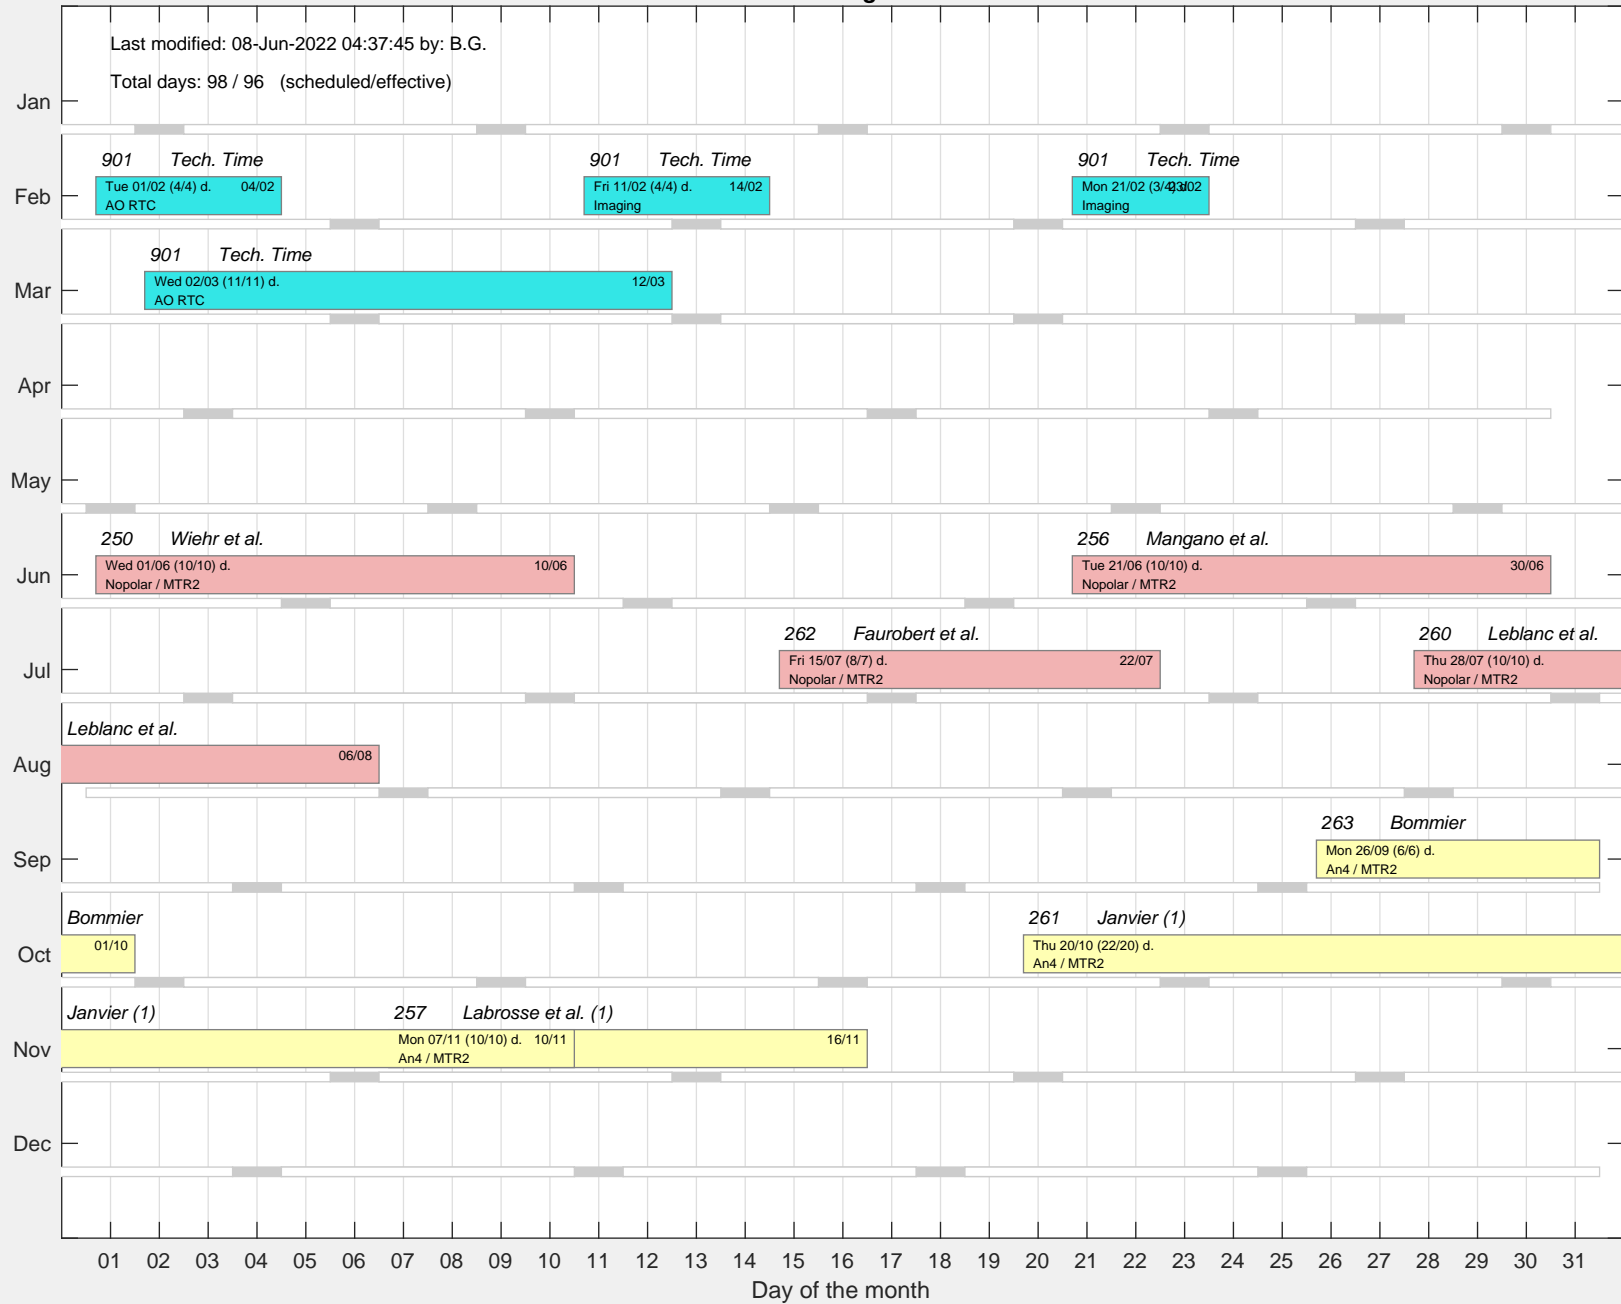 Last modified: 08-Jun-2022 04:37:45 by: B.G.
Total days: 98 / 96 (scheduled/effective)
Jan
901 Tech. Time 901 Tech. Time 901 Tech. Time
Feb
Tue 01/02 (4/4) d. 04/02
AO RTC
Fri 11/02 (4/4) d. 14/02
Imaging
Mon 21/02 (3/4) d. 23/02
Imaging
901 Tech. Time
Mar
Wed 02/03 (11/11) d. 12/03
AO RTC
Apr
May
250 Wiehr et al. 256 Mangano et al.
Jun
Wed 01/06 (10/10) d. 10/06
Nopolar / MTR2
Tue 21/06 (10/10) d. 30/06
Nopolar / MTR2
262 Faurobert et al. 260 Leblanc et al.
Jul
Fri 15/07 (8/7) d. 22/07
Nopolar / MTR2
Thu 28/07 (10/10) d.
Nopolar / MTR2
Leblanc et al.
Aug
06/08
263 Bommier
Sep
Mon 26/09 (6/6) d.
An4 / MTR2
Bommier 261 Janvier (1)
Oct
01/10
Thu 20/10 (22/20) d.
An4 / MTR2
Janvier (1) 257 Labrosse et al. (1)
Nov
Mon 07/11 (10/10) d. 10/11 16/11
An4 / MTR2
Dec
01 02 03 04 05 06 07 08 09 10 11 12 13 14 15 16 17 18 19 20 21 22 23 24 25 26 27 28 29 30 31
Day of the month